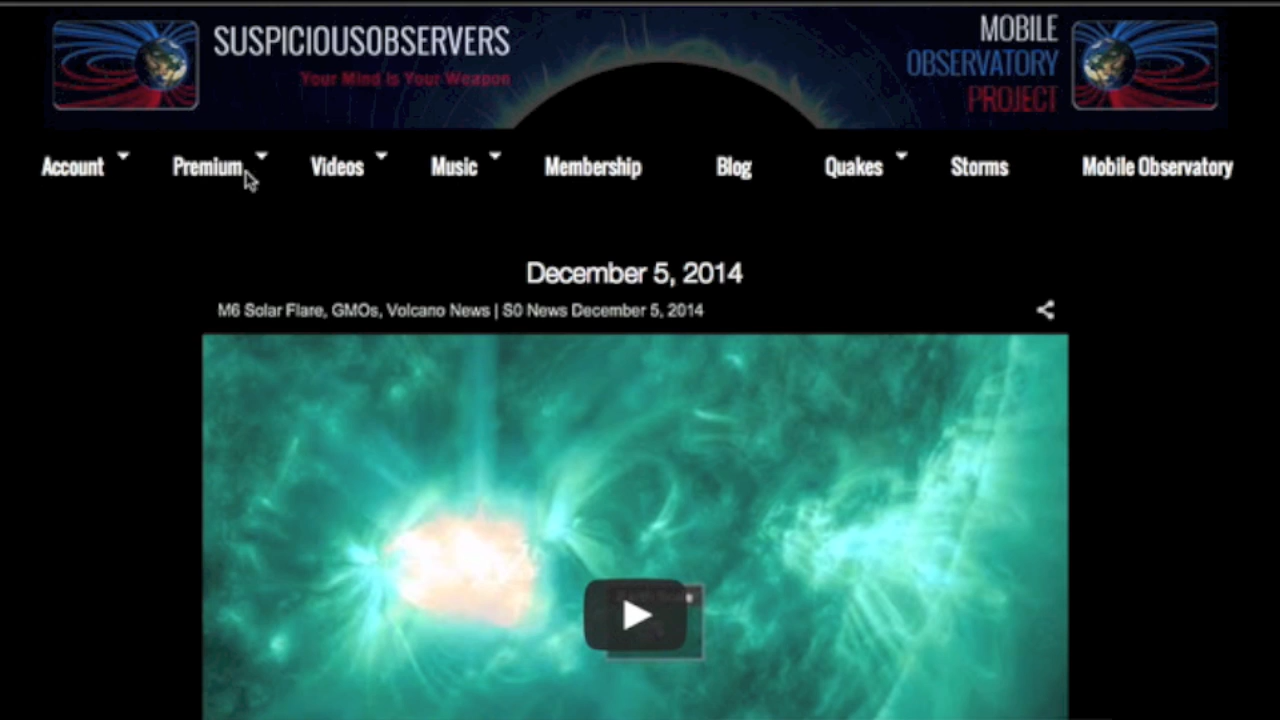 SUSPICIOUSOBSERVERS
Your Mind Is Your Weapon
MOBILE
OBSERVATORY
PROJECT
Account Premium Videos Music Membership Blog Quakes Storms Mobile Observatory
December 5, 2014
M6 Solar Flare, GMOs, Volcano News | S0 News December 5, 2014